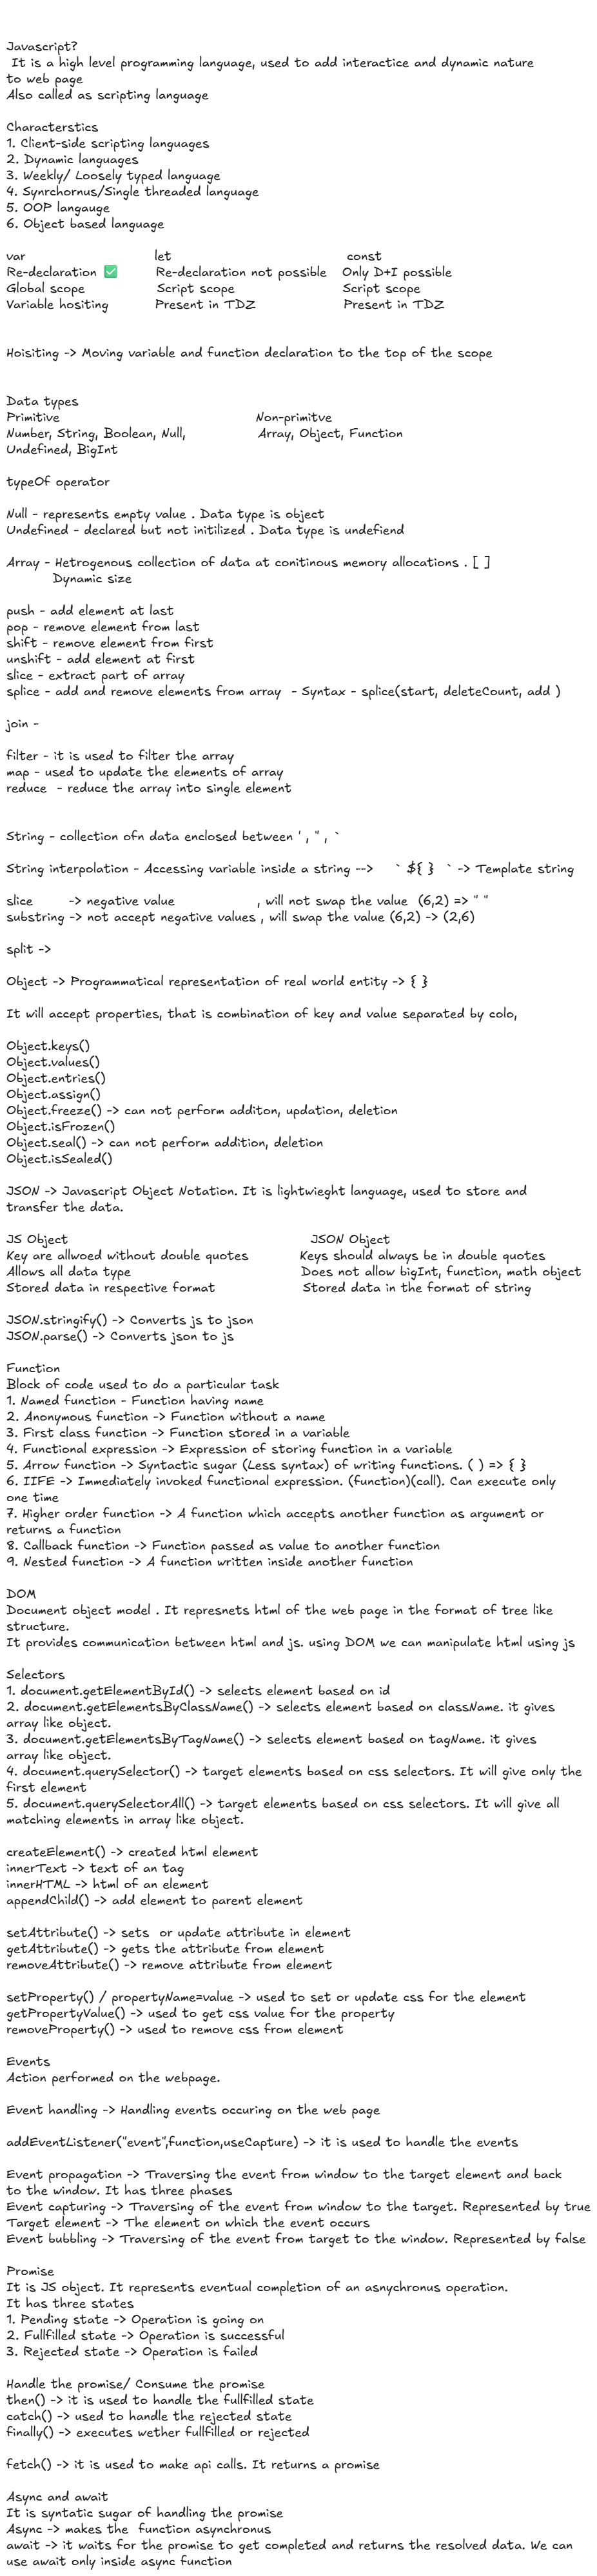 Javascript?
It is a high level programming language, used to add interactice and dynamic nature
to web page
Also called as scripting language
Characterstics
1. Client-side scripting languages
2. Dynamic languages
3. Weekly/ Loosely typed language
4. Synrchornus/Single threaded language
5. OOP langauge
6. Object based language
var let const
Re-declaration ✅ Re-declaration not possible Only D+I possible
Global scope Script scope Script scope
Variable hositing Present in TDZ Present in TDZ
Hoisiting -> Moving variable and function declaration to the top of the scope
Data types
Primitive Non-primitve
Number, String, Boolean, Null, Array, Object, Function
Undefined, BigInt
typeOf operator
Null - represents empty value . Data type is object
Undefined - declared but not initilized . Data type is undefiend
Array - Hetrogenous collection of data at conitinous memory allocations . [ ]
Dynamic size
push - add element at last
pop - remove element from last
shift - remove element from first
unshift - add element at first
slice - extract part of array
splice - add and remove elements from array - Syntax - splice(start, deleteCount, add )
join -
filter - it is used to filter the array
map - used to update the elements of array
reduce - reduce the array into single element
String - collection ofn data enclosed between ' , " , `
String interpolation - Accessing variable inside a string --> ` ${ } ` -> Template string
slice -> negative value , will not swap the value (6,2) => " "
substring -> not accept negative values , will swap the value (6,2) -> (2,6)
split ->
Object -> Programmatical representation of real world entity -> { }
It will accept properties, that is combination of key and value separated by colo,
Object.keys()
Object.values()
Object.entries()
Object.assign()
Object.freeze() -> can not perform additon, updation, deletion
Object.isFrozen()
Object.seal() -> can not perform addition, deletion
Object.isSealed()
JSON -> Javascript Object Notation. It is lightwieght language, used to store and
transfer the data.
JS Object JSON Object
Key are allwoed without double quotes Keys should always be in double quotes
Allows all data type Does not allow bigInt, function, math object
Stored data in respective format Stored data in the format of string
JSON.stringify() -> Converts js to json
JSON.parse() -> Converts json to js
Function
Block of code used to do a particular task
1. Named function - Function having name
2. Anonymous function -> Function without a name
3. First class function -> Function stored in a variable
4. Functional expression -> Expression of storing function in a variable
5. Arrow function -> Syntactic sugar (Less syntax) of writing functions. ( ) => { }
6. IIFE -> Immediately invoked functional expression. (function)(call). Can execute only
one time
7. Higher order function -> A function which accepts another function as argument or
returns a function
8. Callback function -> Function passed as value to another function
9. Nested function -> A function written inside another function
DOM
Document object model . It represnets html of the web page in the format of tree like
structure.
It provides communication between html and js. using DOM we can manipulate html using js
Selectors
1. document.getElementById() -> selects element based on id
2. document.getElementsByClassName() -> selects element based on className. it gives
array like object.
3. document.getElementsByTagName() -> selects element based on tagName. it gives
array like object.
4. document.querySelector() -> target elements based on css selectors. It will give only the
first element
5. document.querySelectorAll() -> target elements based on css selectors. It will give all
matching elements in array like object.
createElement() -> created html element
innerText -> text of an tag
innerHTML -> html of an element
appendChild() -> add element to parent element
setAttribute() -> sets or update attribute in element
getAttribute() -> gets the attribute from element
removeAttribute() -> remove attribute from element
setProperty() / propertyName=value -> used to set or update css for the element
getPropertyValue() -> used to get css value for the property
removeProperty() -> used to remove css from element
Events
Action performed on the webpage.
Event handling -> Handling events occuring on the web page
addEventListener("event",function,useCapture) -> it is used to handle the events
Event propagation -> Traversing the event from window to the target element and back
to the window. It has three phases
Event capturing -> Traversing of the event from window to the target. Represented by true
Target element -> The element on which the event occurs
Event bubbling -> Traversing of the event from target to the window. Represented by false
Promise
It is JS object. It represents eventual completion of an asnychronus operation.
It has three states
1. Pending state -> Operation is going on
2. Fullfilled state -> Operation is successful
3. Rejected state -> Operation is failed
Handle the promise/ Consume the promise
then() -> it is used to handle the fullfilled state
catch() -> used to handle the rejected state
finally() -> executes wether fullfilled or rejected
fetch() -> it is used to make api calls. It returns a promise
Async and await
It is syntatic sugar of handling the promise
Async -> makes the function asynchronus
await -> it waits for the promise to get completed and returns the resolved data. We can
use await only inside async function